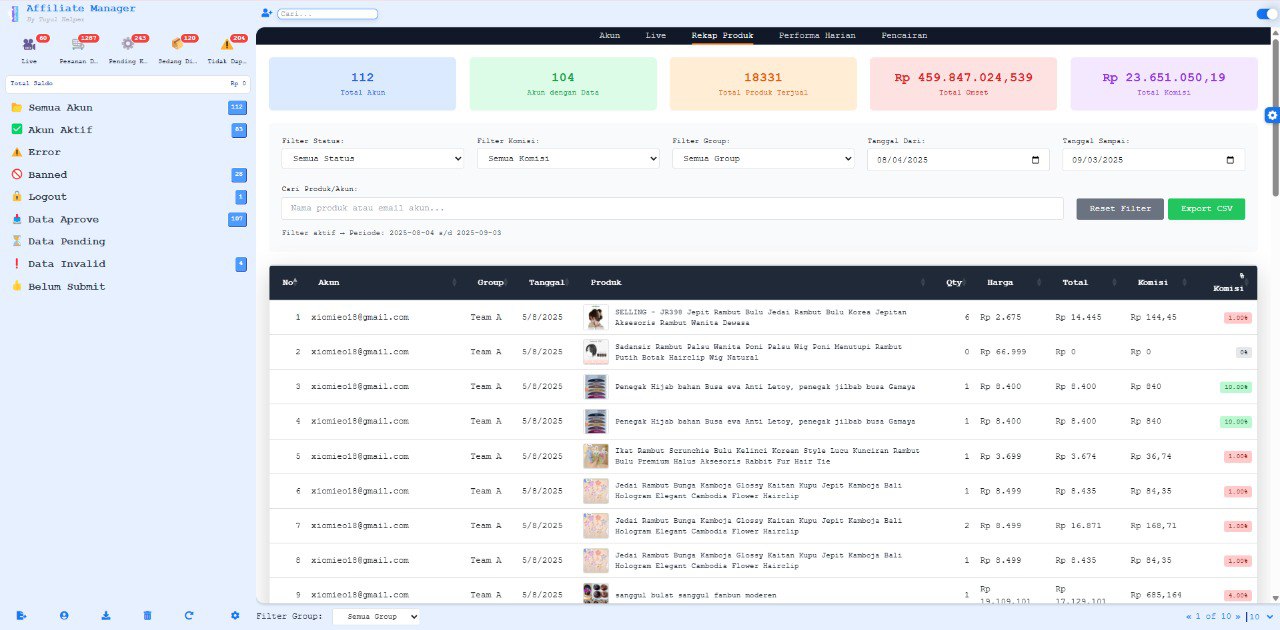 Affiliate Manager
By Tuyul Helper
60 1287 243 120 204
Live Pesanan D... Pending K... Sedang Di... Tidak Dap...
Total Saldo Rp 0
Semua Akun 112
Akun Aktif 83
Error
Banned 28
Logout 1
Data Aprove 107
Data Pending
Data Invalid 4
Belum Submit
Filter Group: Semua Group
Cari...
Akun Live Rekap Produk Performa Harian Pencairan
112 104 18331 Rp 459.847.024,539 Rp 23.651.050,19
Total Akun Akun dengan Data Total Produk Terjual Total Omset Total Komisi
Filter Status: Filter Komisi: Filter Group: Tanggal Dari: Tanggal Sampai:
Semua Status Semua Komisi Semua Group 08/04/2025 09/03/2025
Cari Produk/Akun:
Nama produk atau email akun... Reset Filter Export CSV
Filter aktif → Periode: 2025-08-04 s/d 2025-09-03
No Akun Group Tanggal Produk Qty Harga Total Komisi % Komisi
1 xiomieo18@gmail.com Team A 5/8/2025 SELLING - JR398 Jepit Rambut Bulu Jedai Rambut Bulu Korea Jepitan 6 Rp 2.675 Rp 14.445 Rp 144,45 1.00%
Aksesoris Rambut Wanita Dewasa
2 xiomieo18@gmail.com Team A 5/8/2025 Sadansir Rambut Palsu Wanita Poni Palsu Wig Poni Menutupi Rambut 0 Rp 66.999 Rp 0 Rp 0 0%
Putih Botak Hairclip Wig Natural
3 xiomieo18@gmail.com Team A 5/8/2025 Penegak Hijab bahan Busa eva Anti Letoy, penegak jilbab busa Gamaya 1 Rp 8.400 Rp 8.400 Rp 840 10.00%
4 xiomieo18@gmail.com Team A 5/8/2025 Penegak Hijab bahan Busa eva Anti Letoy, penegak jilbab busa Gamaya 1 Rp 8.400 Rp 8.400 Rp 840 10.00%
5 xiomieo18@gmail.com Team A 5/8/2025 Ikat Rambut Scrunchie Bulu Kelinci Korean Style Lucu Kunciran Rambut 1 Rp 3.699 Rp 3.674 Rp 36,74 1.00%
Bulu Premium Halus Aksesoris Rabbit Fur Hair Tie
6 xiomieo18@gmail.com Team A 5/8/2025 Jedai Rambut Bunga Kamboja Glossy Kaitan Kupu Jepit Kamboja Bali 1 Rp 8.499 Rp 8.435 Rp 84,35 1.00%
Hologram Elegant Cambodia Flower Hairclip
7 xiomieo18@gmail.com Team A 5/8/2025 Jedai Rambut Bunga Kamboja Glossy Kaitan Kupu Jepit Kamboja Bali 2 Rp 8.499 Rp 16.871 Rp 168,71 1.00%
Hologram Elegant Cambodia Flower Hairclip
8 xiomieo18@gmail.com Team A 5/8/2025 Jedai Rambut Bunga Kamboja Glossy Kaitan Kupu Jepit Kamboja Bali 1 Rp 8.499 Rp 8.435 Rp 84,35 1.00%
Hologram Elegant Cambodia Flower Hairclip
9 xiomieo18@gmail.com Team A 5/8/2025 sanggul bulat sanggul fanbun moderen 1 Rp 19.109,101 Rp 17.129,101 Rp 685,164 4.00%
« 1 of 10 » 10